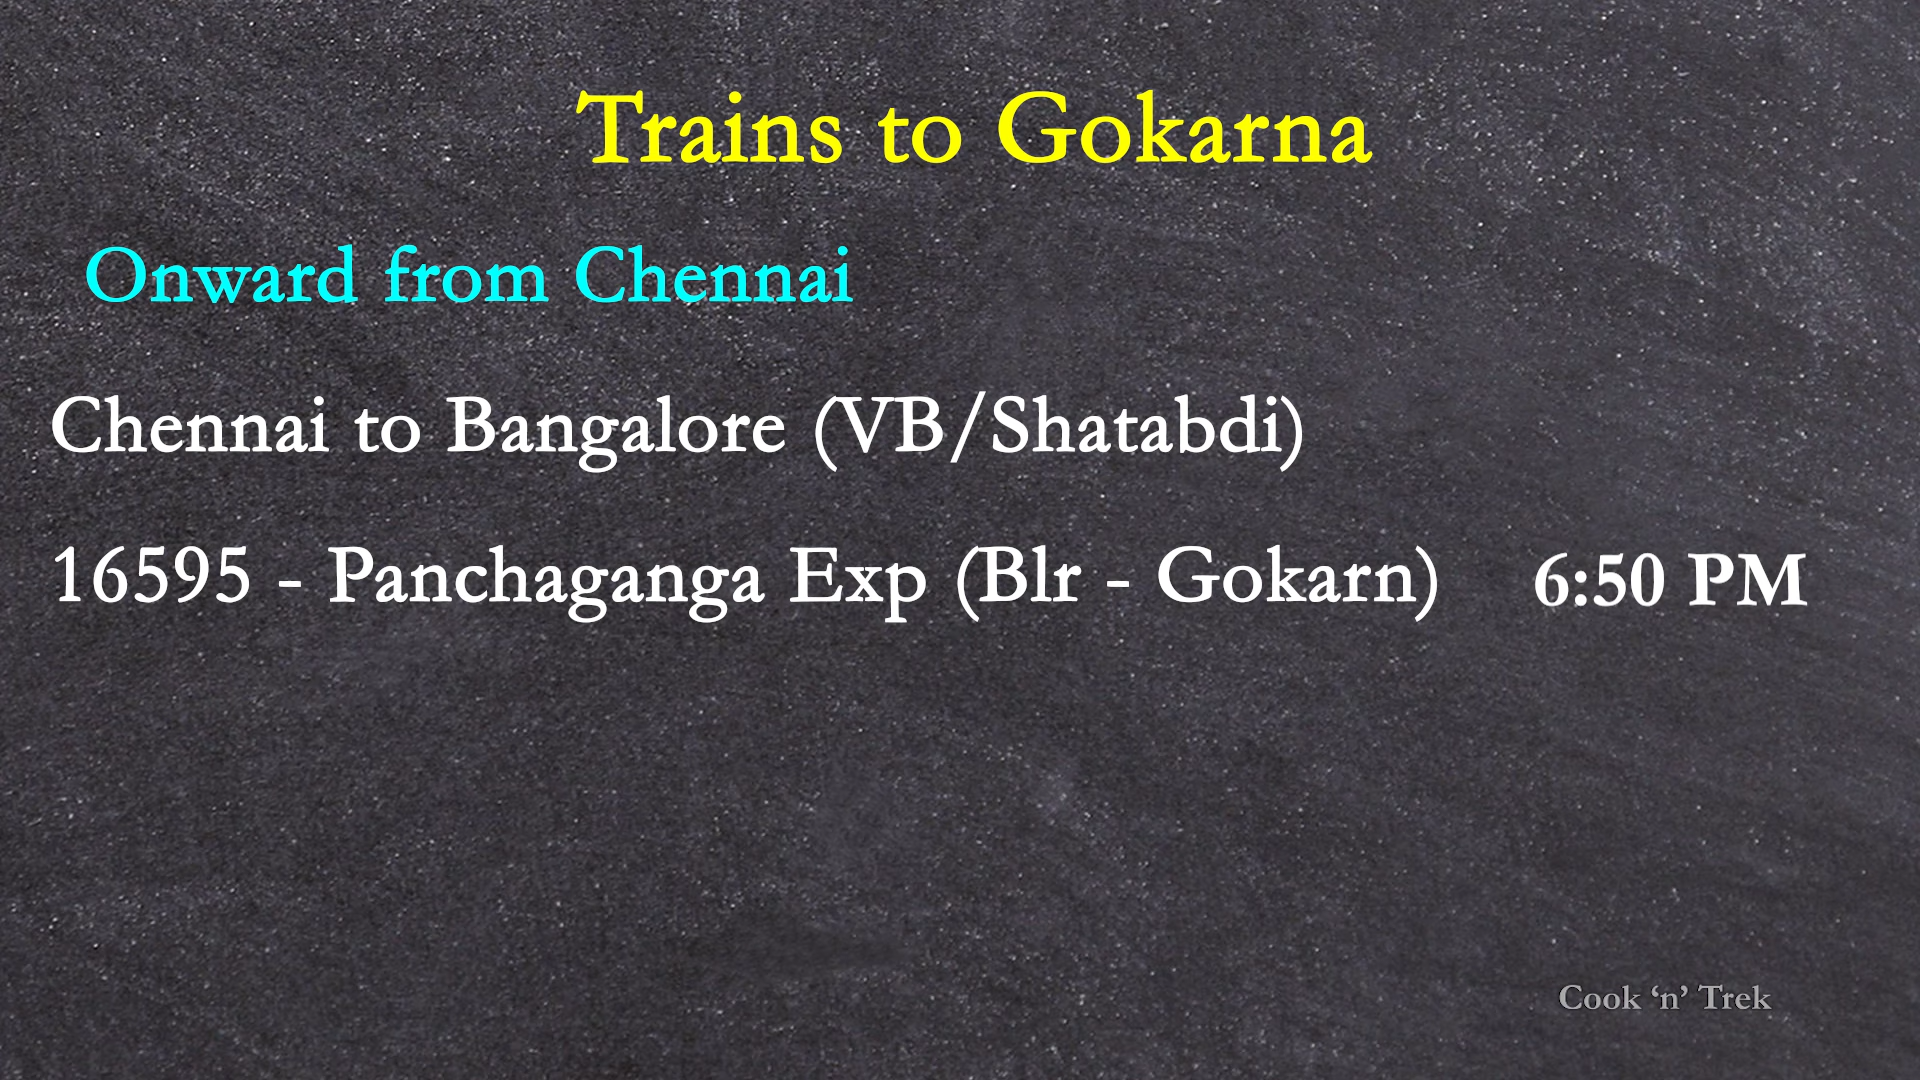 Trains to Gokarna
Onward from Chennai
Chennai to Bangalore (VB/Shatabdi)
16595 - Panchaganga Exp (Blr - Gokarn) 6:50 PM
Cook ‘n’ Trek